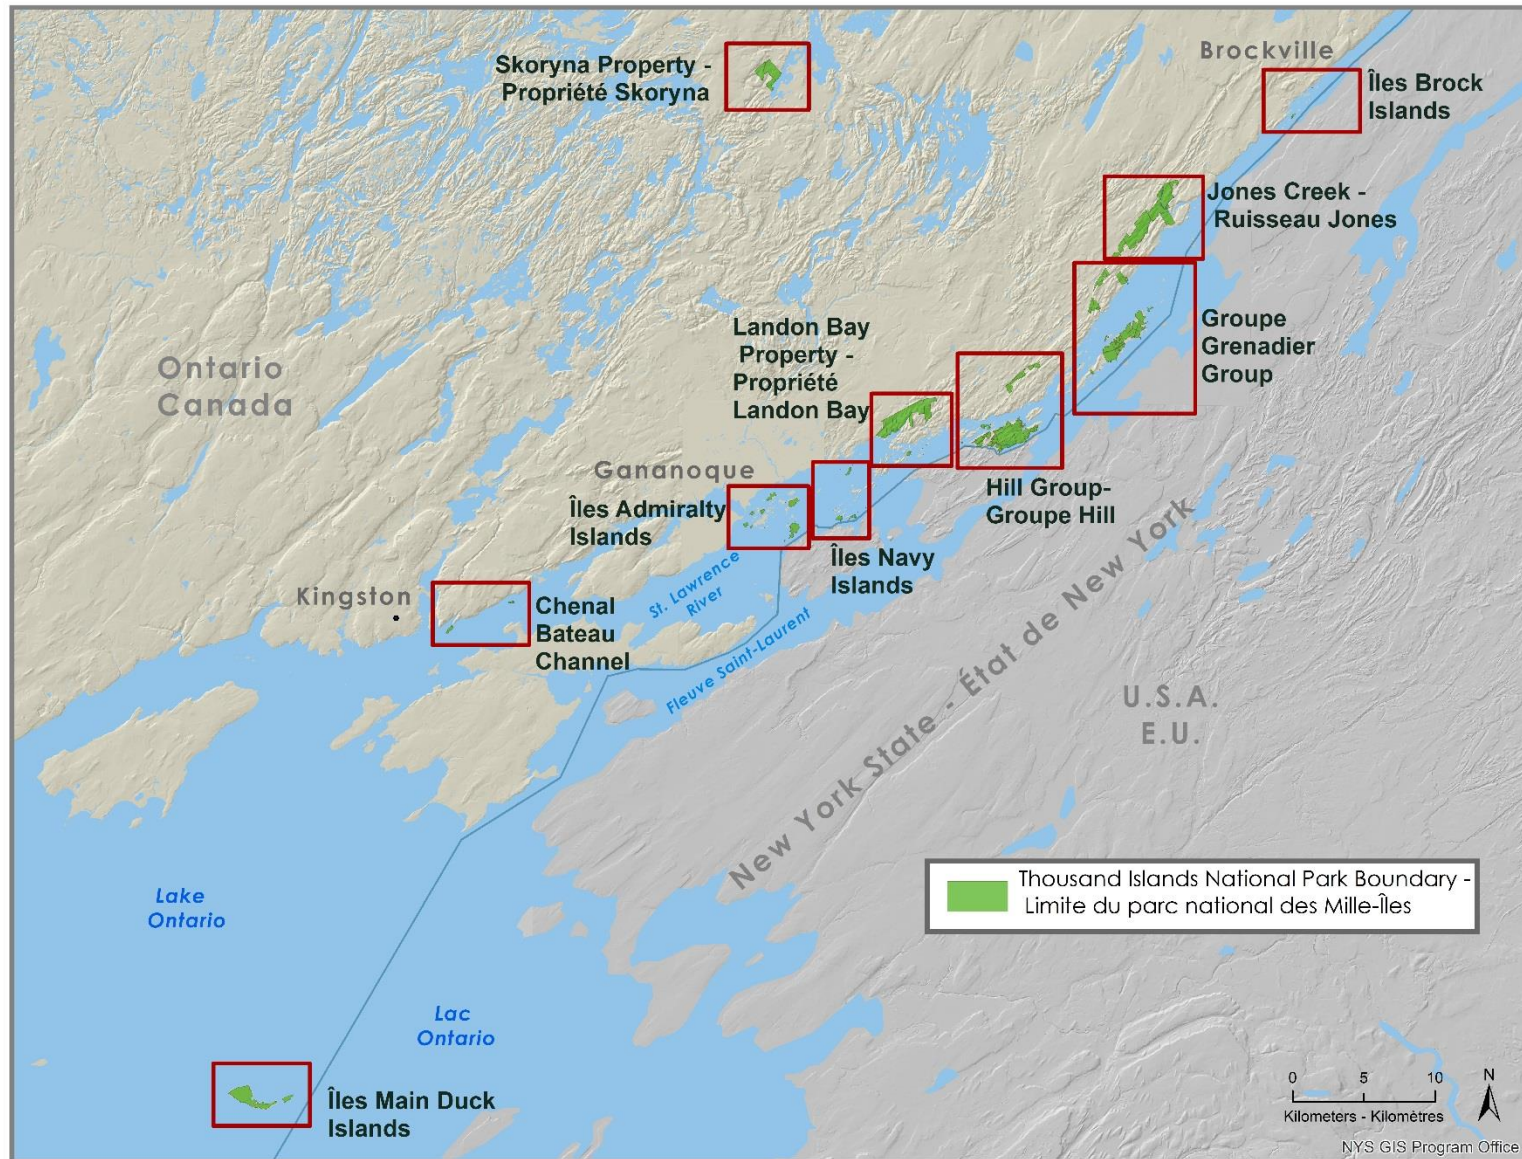 Brockville
Skoryna Property -
Propriété Skoryna
Îles Brock
Islands
Jones Creek -
Ruisseau Jones
Groupe
Grenadier
Group
Landon Bay
Property -
Propriété
Landon Bay
Ontario
Canada
Gananoque
Hill Group-
Groupe Hill
Îles Admiralty
Islands
Îles Navy
Islands
Kingston
Chenal
Bateau
Channel
St. Lawrence
River
Fleuve Saint-Laurent
New York State - État de New York
U.S.A.
E.U.
Thousand Islands National Park Boundary -
Limite du parc national des Mille-Îles
Lake
Ontario
Lac
Ontario
Îles Main Duck
Islands
0 5 10
Kilometers - Kilomètres
N
NYS GIS Program Office